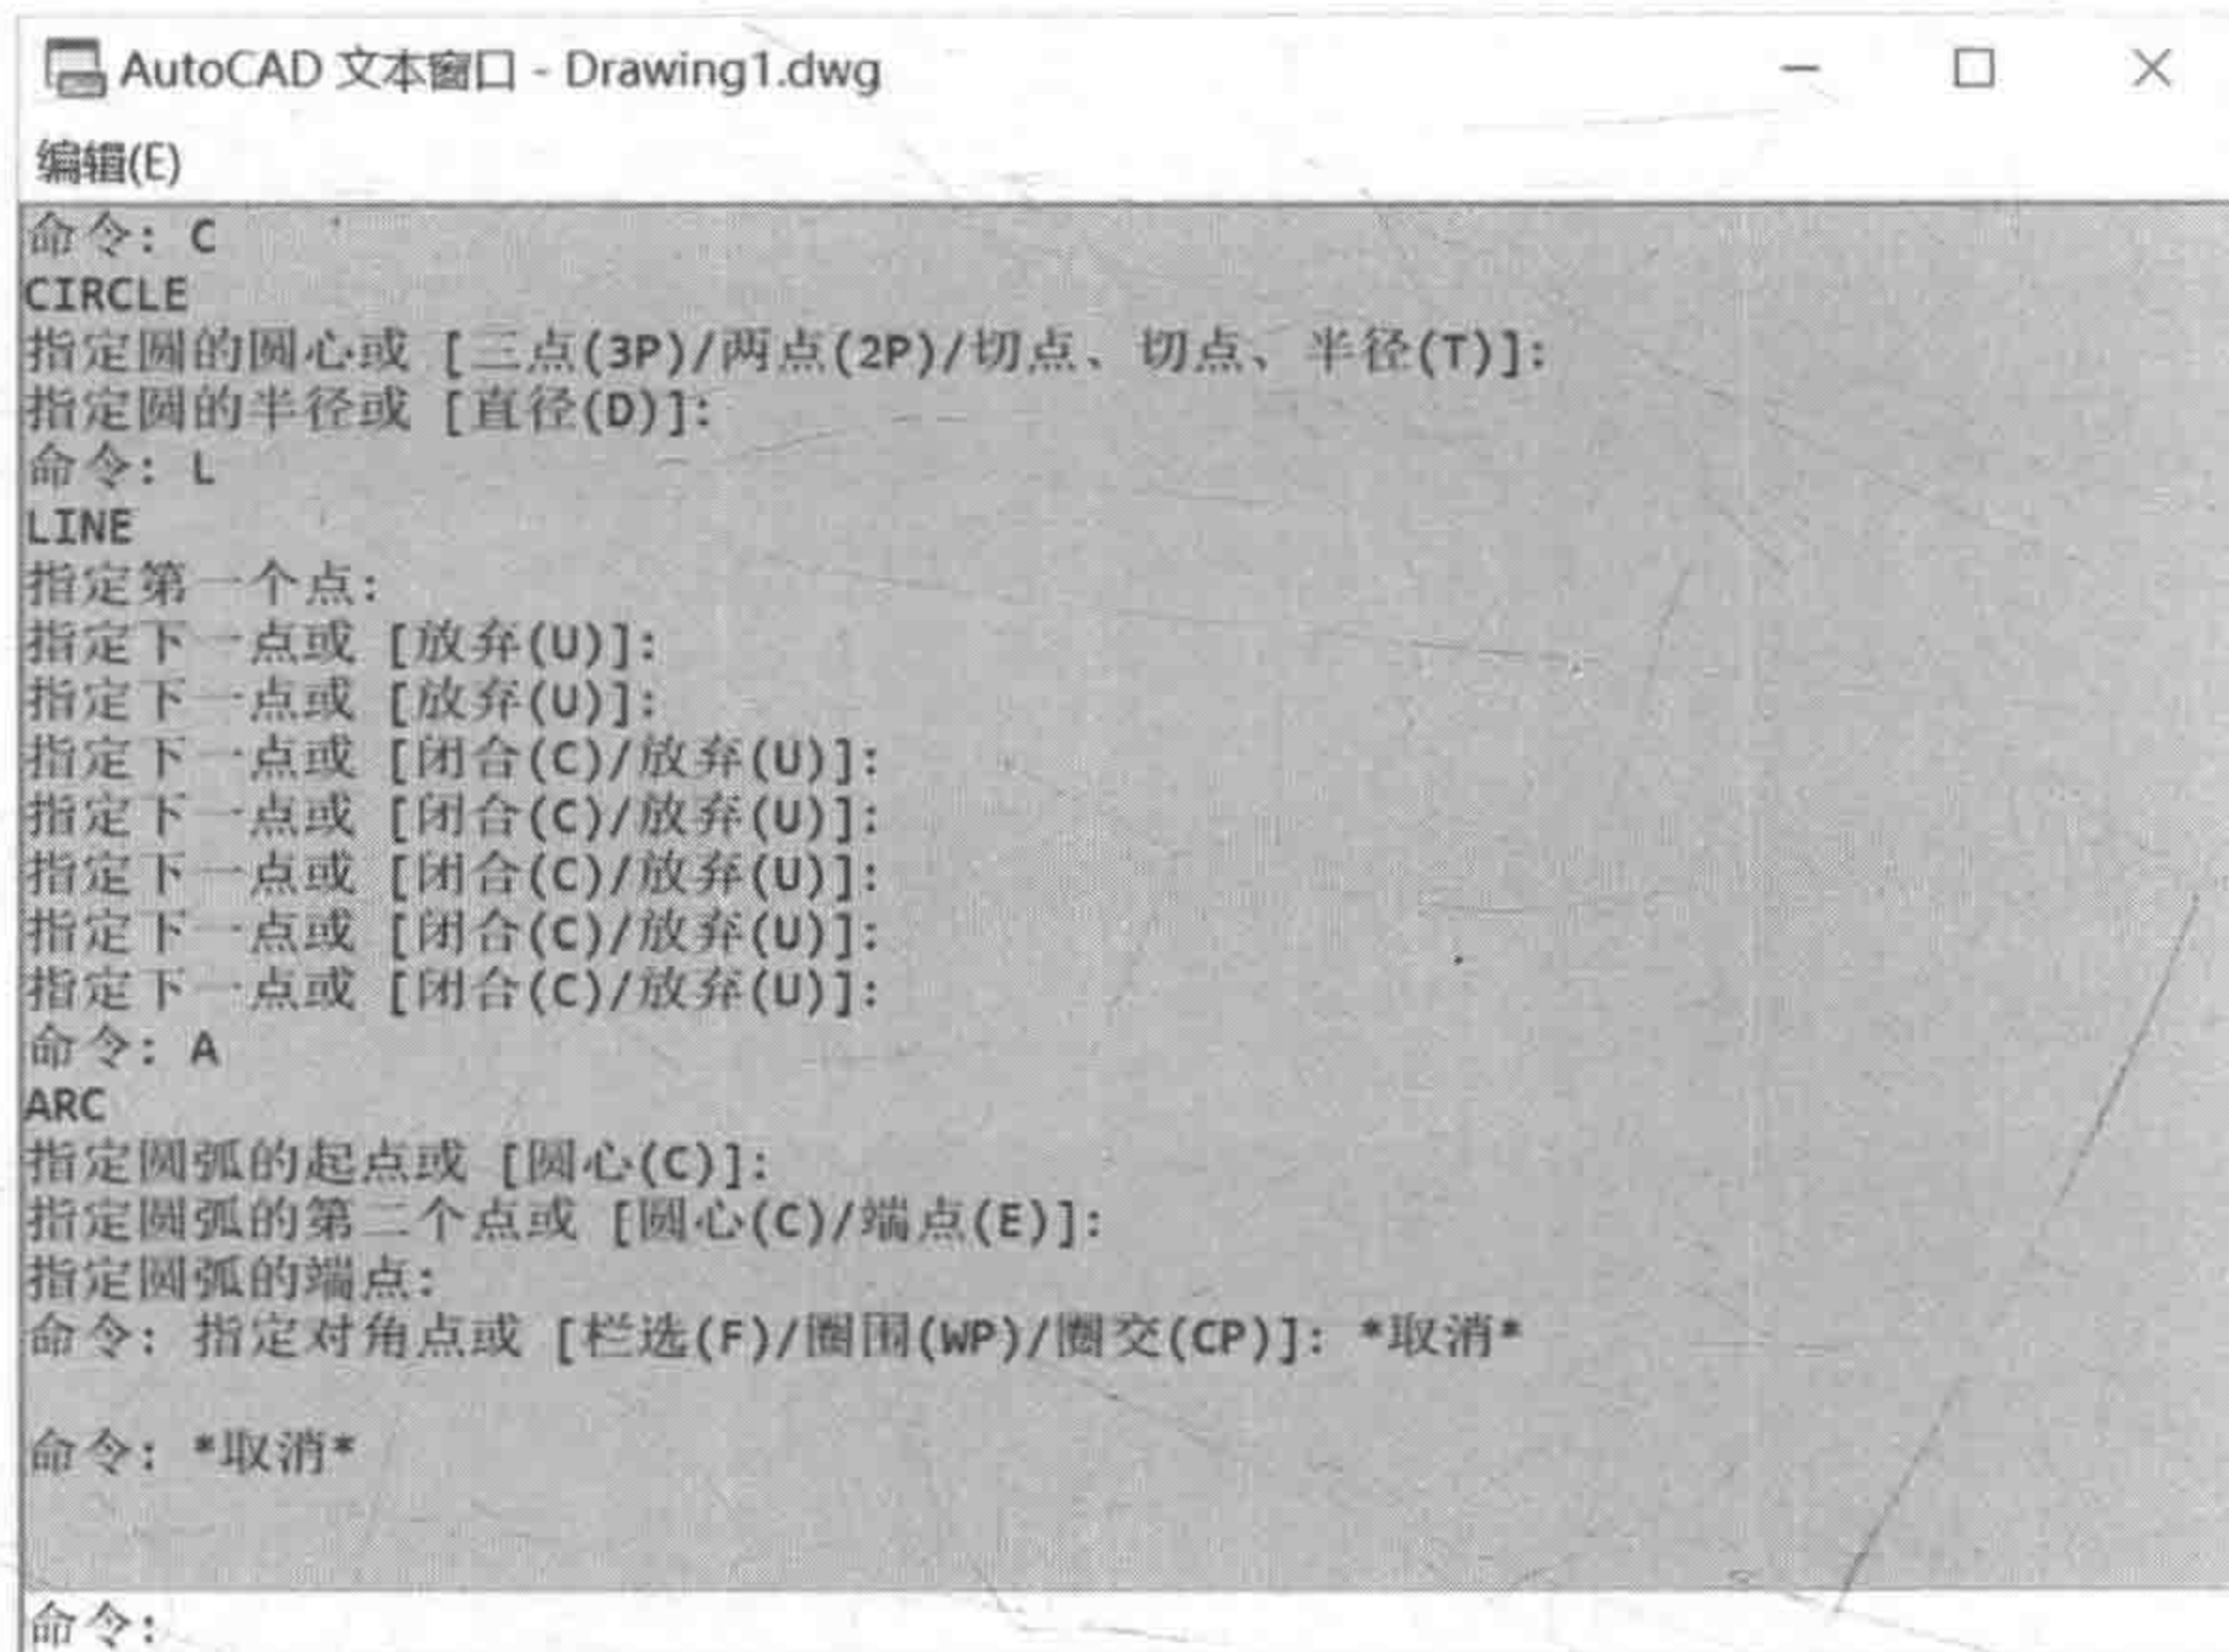 AutoCAD 文本窗口 - Drawing1.dwg
编辑(E)
命令: C
CIRCLE
指定圆的圆心或 [三点(3P)/两点(2P)/切点、切点、半径(T)]:
指定圆的半径或 [直径(D)]:
命令: L
LINE
指定第一个点:
指定下一点或 [放弃(U)]:
指定下一点或 [放弃(U)]:
指定下一点或 [闭合(C)/放弃(U)]:
指定下一点或 [闭合(C)/放弃(U)]:
指定下一点或 [闭合(C)/放弃(U)]:
指定下一点或 [闭合(C)/放弃(U)]:
指定下一点或 [闭合(C)/放弃(U)]:
命令: A
ARC
指定圆弧的起点或 [圆心(C)]:
指定圆弧的第二个点或 [圆心(C)/端点(E)]:
指定圆弧的端点:
命令: 指定对角点或 [栏选(F)/圈围(WP)/圈交(CP)]: *取消*
命令: *取消*
命令: